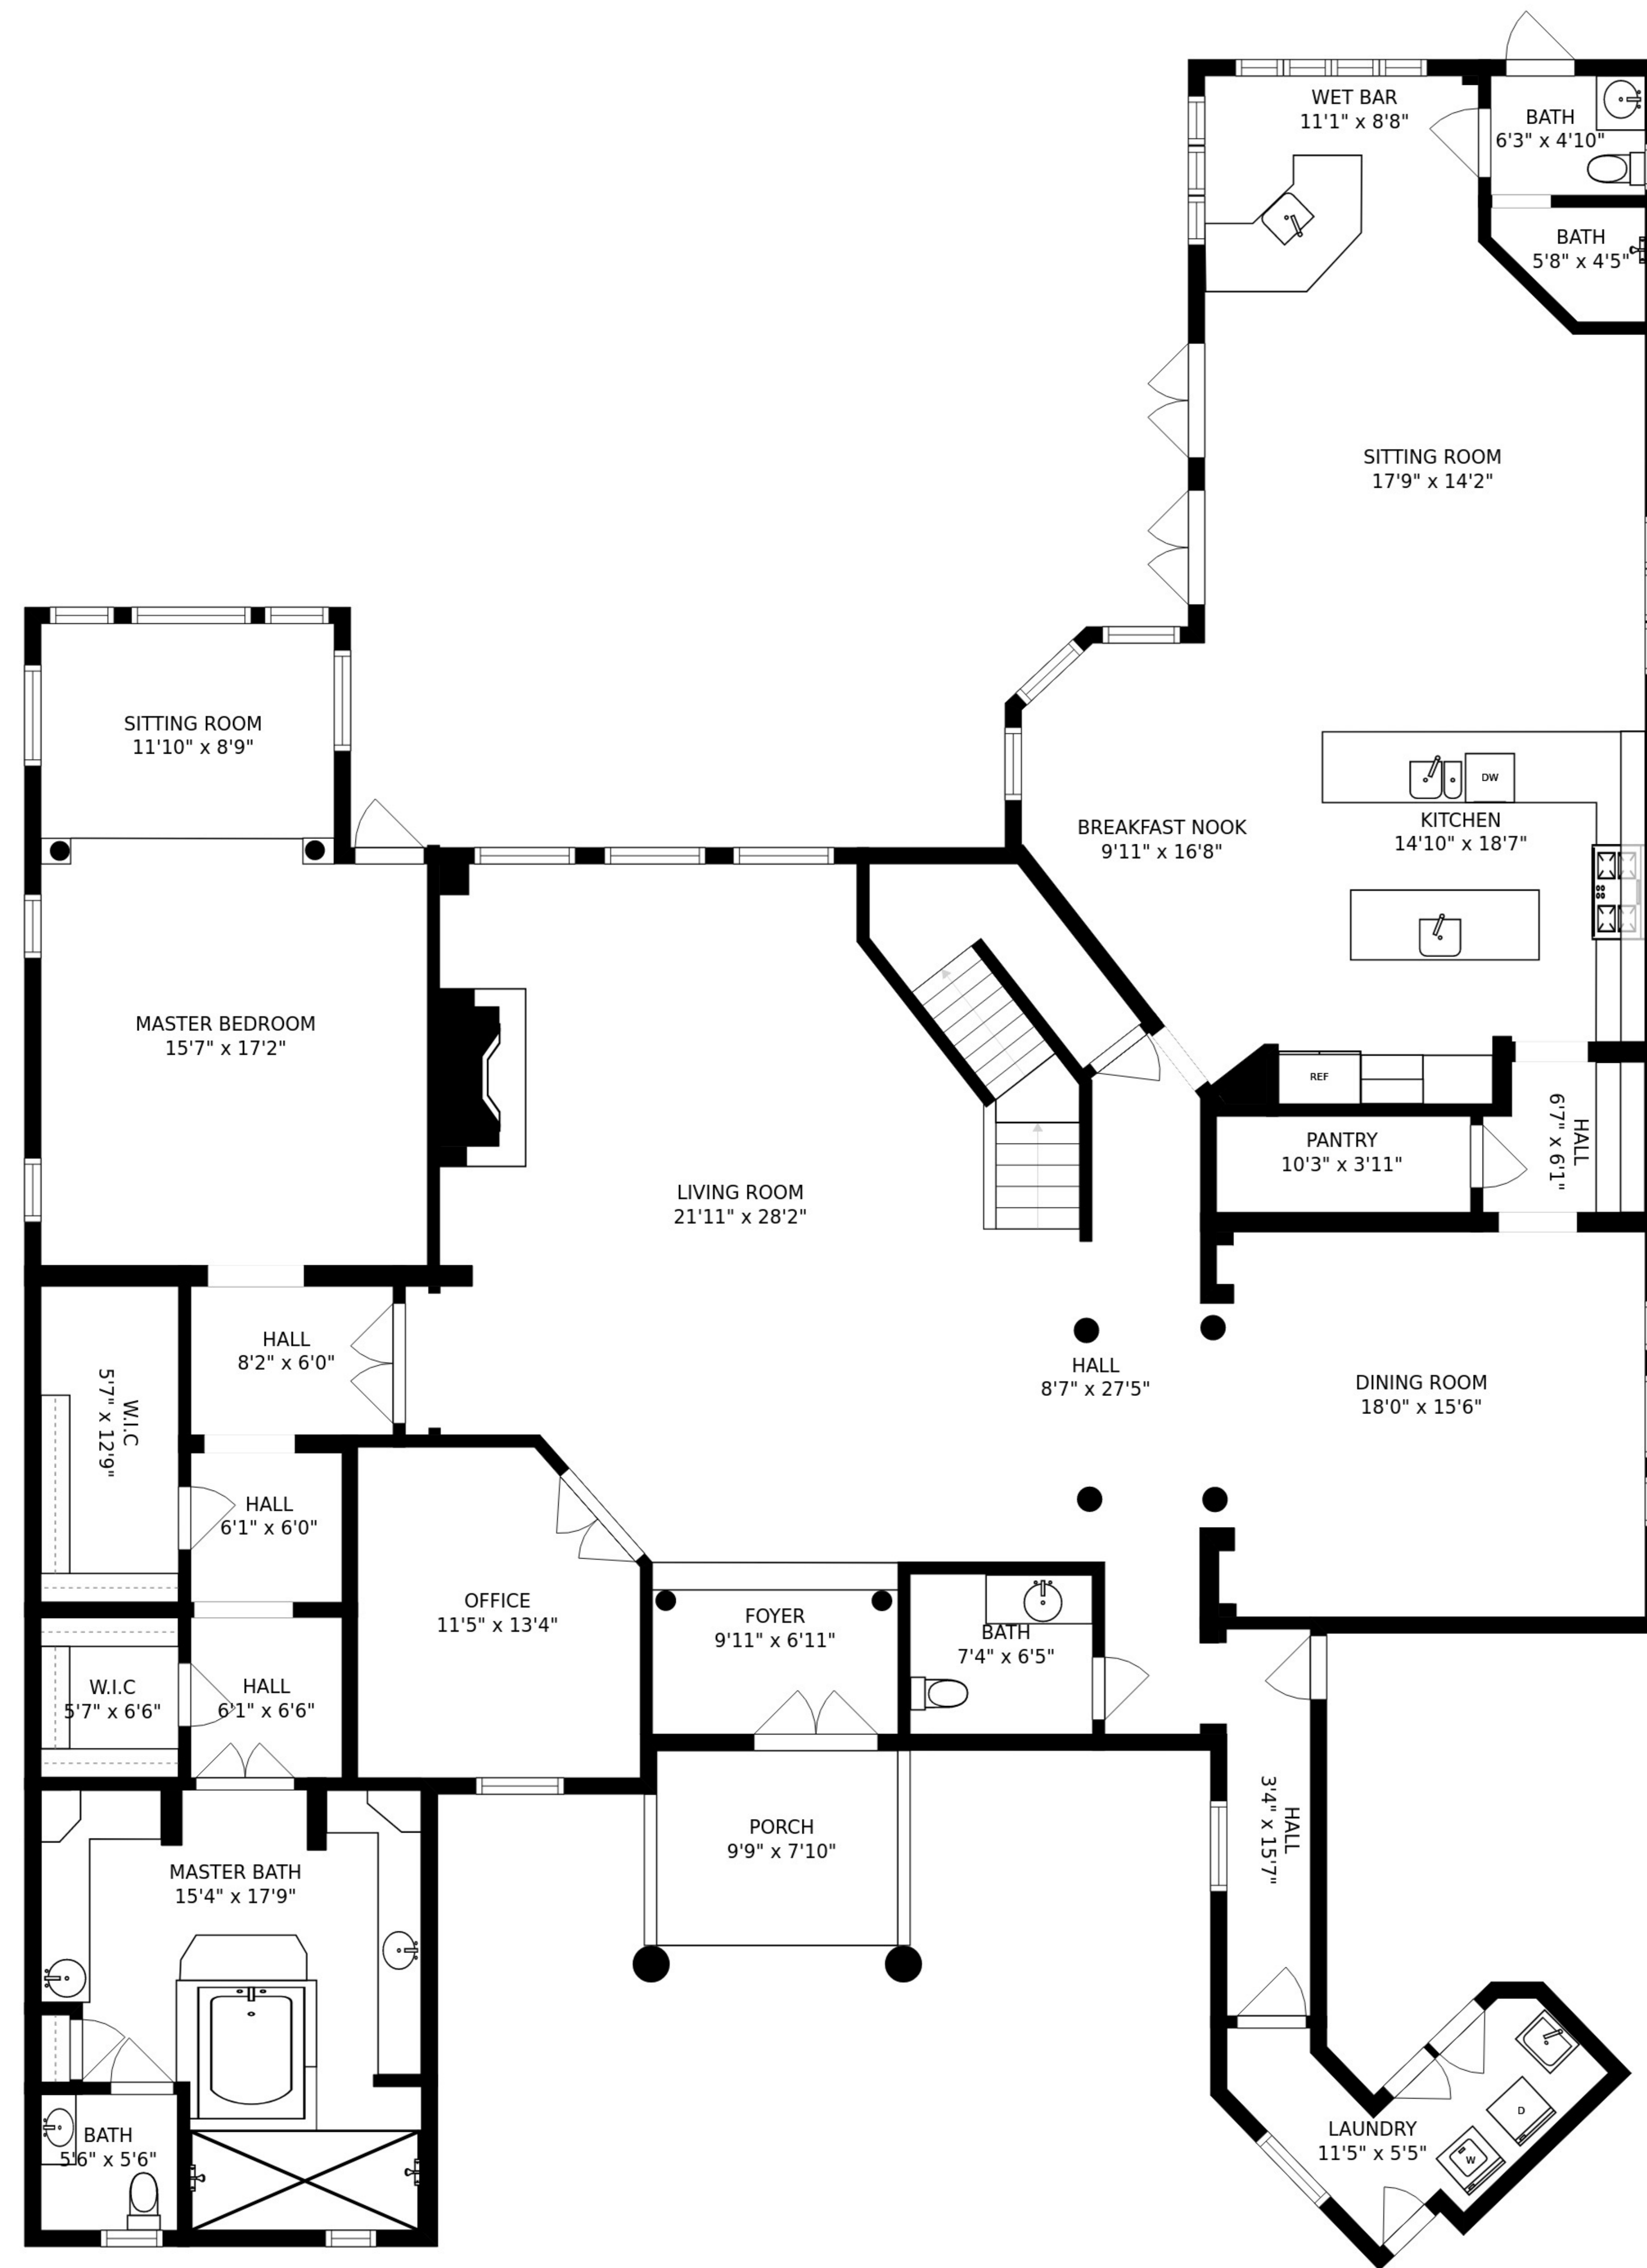 WET BAR
11'1" x 8'8"
BATH
6'3" x 4'10"
BATH
5'8" x 4'5"
SITTING ROOM
17'9" x 14'2"
SITTING ROOM
11'10" x 8'9"
DW
KITCHEN
14'10" x 18'7"
BREAKFAST NOOK
9'11" x 16'8"
MASTER BEDROOM
15'7" x 17'2"
REF
HALL
6'7" x 6'1"
PANTRY
10'3" x 3'11"
LIVING ROOM
21'11" x 28'2"
HALL
8'2" x 6'0"
HALL
8'7" x 27'5"
DINING ROOM
18'0" x 15'6"
W.I.C
5'7" x 12'9"
HALL
6'1" x 6'0"
OFFICE
11'5" x 13'4"
FOYER
9'11" x 6'11"
BATH
7'4" x 6'5"
W.I.C
5'7" x 6'6"
HALL
6'1" x 6'6"
PORCH
9'9" x 7'10"
HALL
3'4" x 15'7"
MASTER BATH
15'4" x 17'9"
D
LAUNDRY
11'5" x 5'5"
W
BATH
5'6" x 5'6"